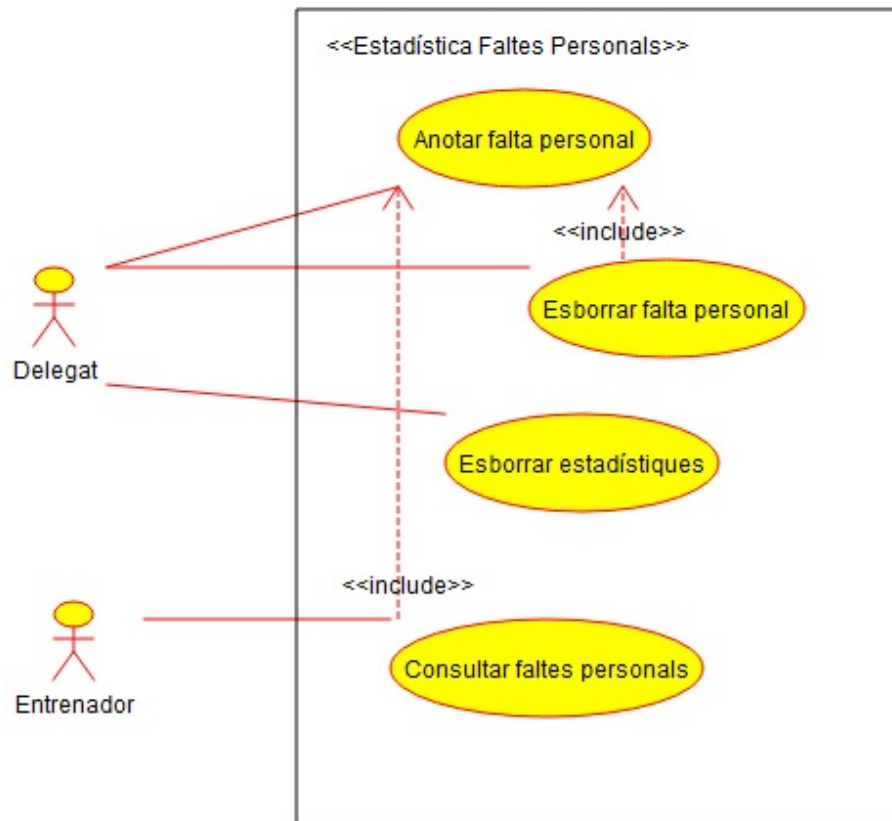 <<Estadística Faltes Personals>>
Anotar falta personal
<<include>>
Esborrar falta personal
Delegat
Esborrar estadístiques
<<include>>
Consultar faltes personals
Entrenador